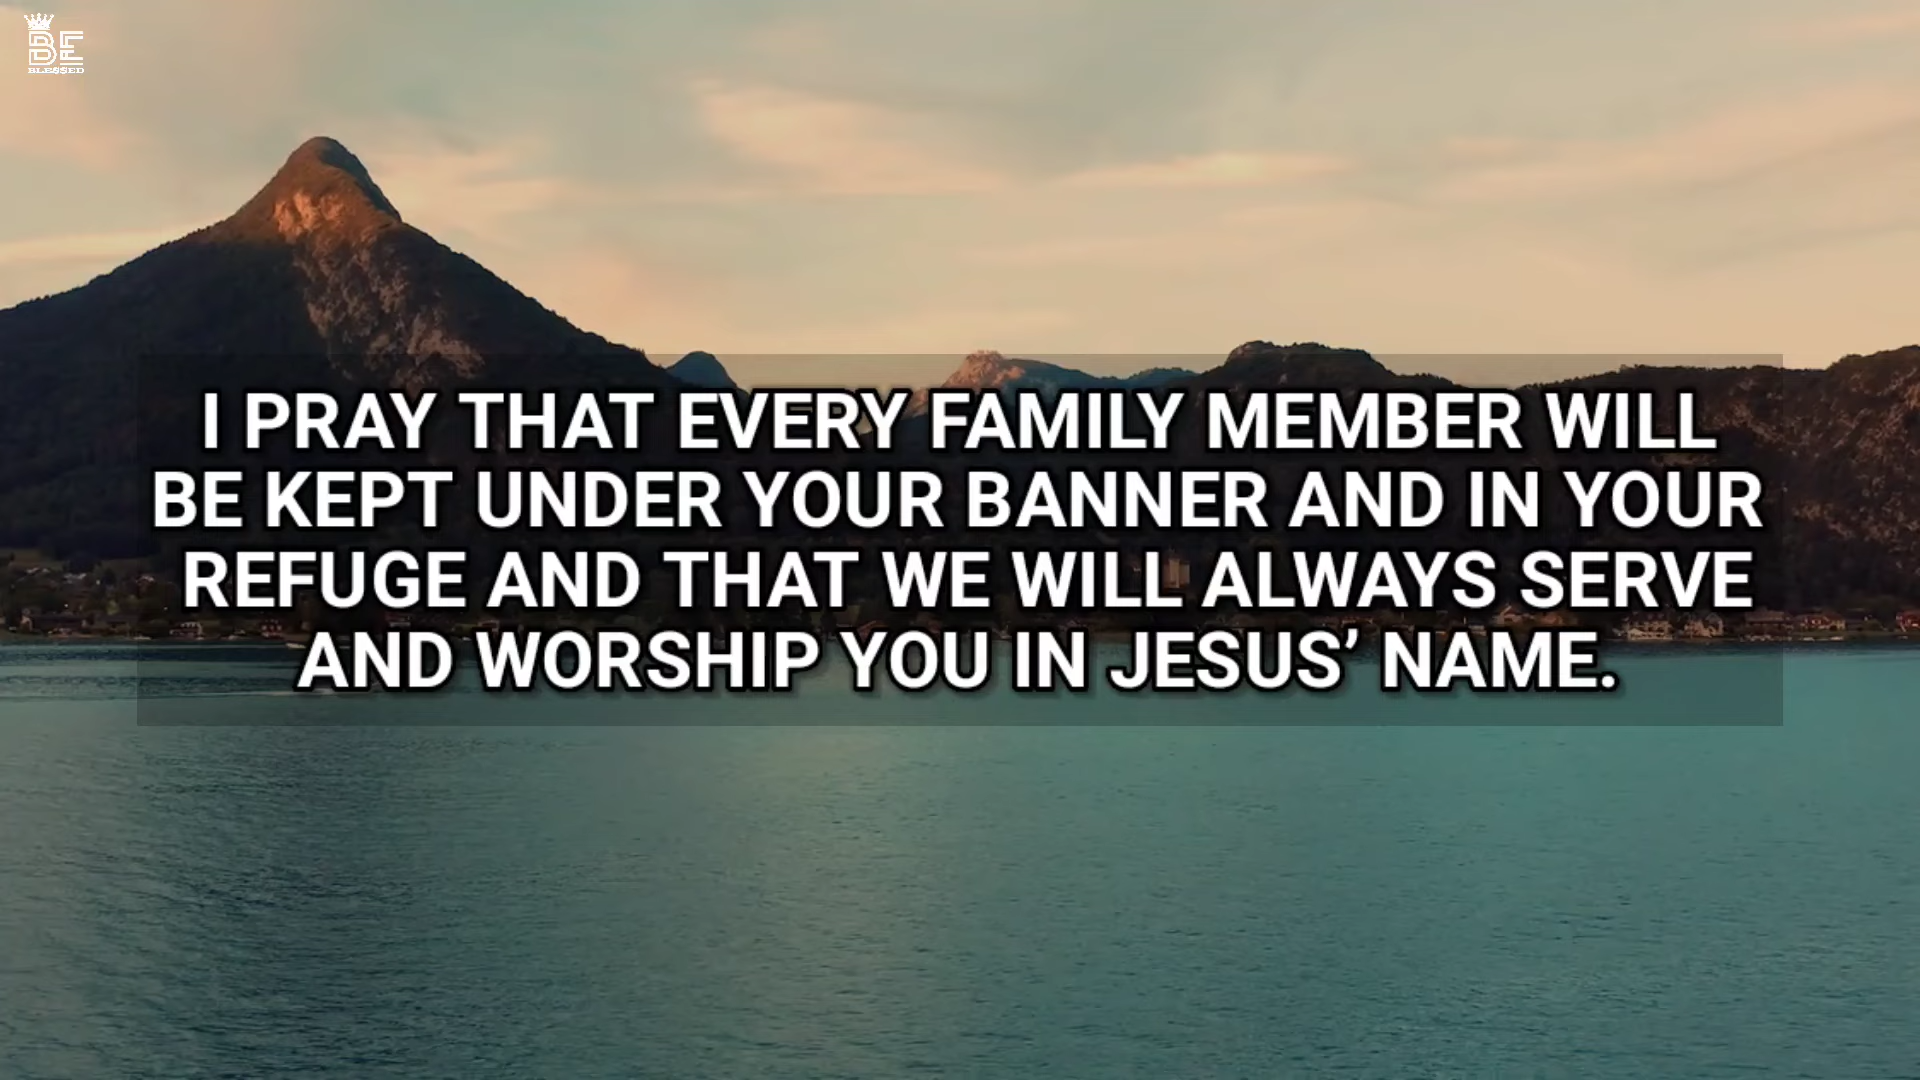 BE
BLESSED
I PRAY THAT EVERY FAMILY MEMBER WILL
BE KEPT UNDER YOUR BANNER AND IN YOUR
REFUGE AND THAT WE WILL ALWAYS SERVE
AND WORSHIP YOU IN JESUS’ NAME.